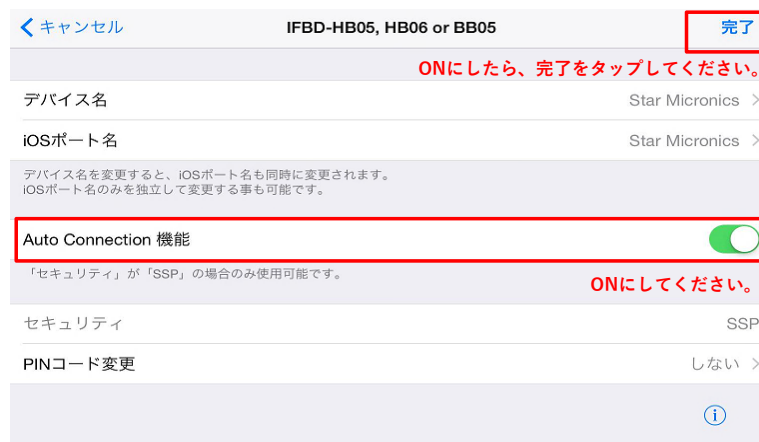 キャンセル IFBD-HB05, HB06 or BB05 完了
ONにしたら、完了をタップしてください。
デバイス名 Star Micronics
iOSポート名 Star Micronics
デバイス名を変更すると、iOSポート名も同時に変更されます。
iOSポート名のみを独立して変更する事も可能です。
Auto Connection 機能
「セキュリティ」が「SSP」の場合のみ使用可能です。
ONにしてください。
セキュリティ SSP
PINコード変更 しない